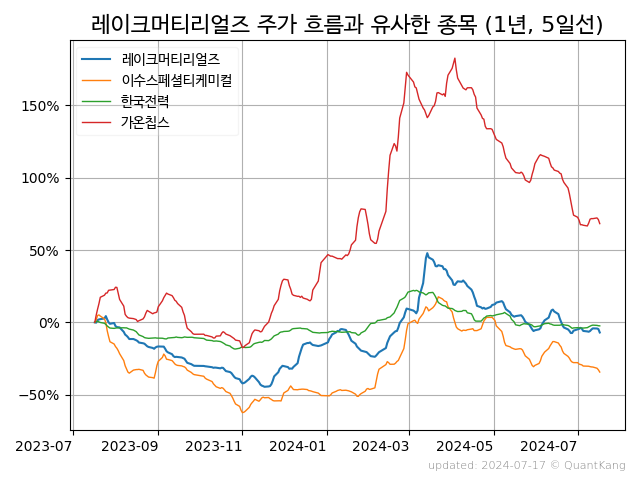 레이크머티리얼즈 주가 흐름과 유사한 종목 (1년, 5일선)
레이크머티리얼즈
이수스페셜티케미컬
한국전력
가온칩스
150%
100%
50%
0%
−50%
2023-07 2023-09 2023-11 2024-01 2024-03 2024-05 2024-07
updated: 2024-07-17 © QuantKang